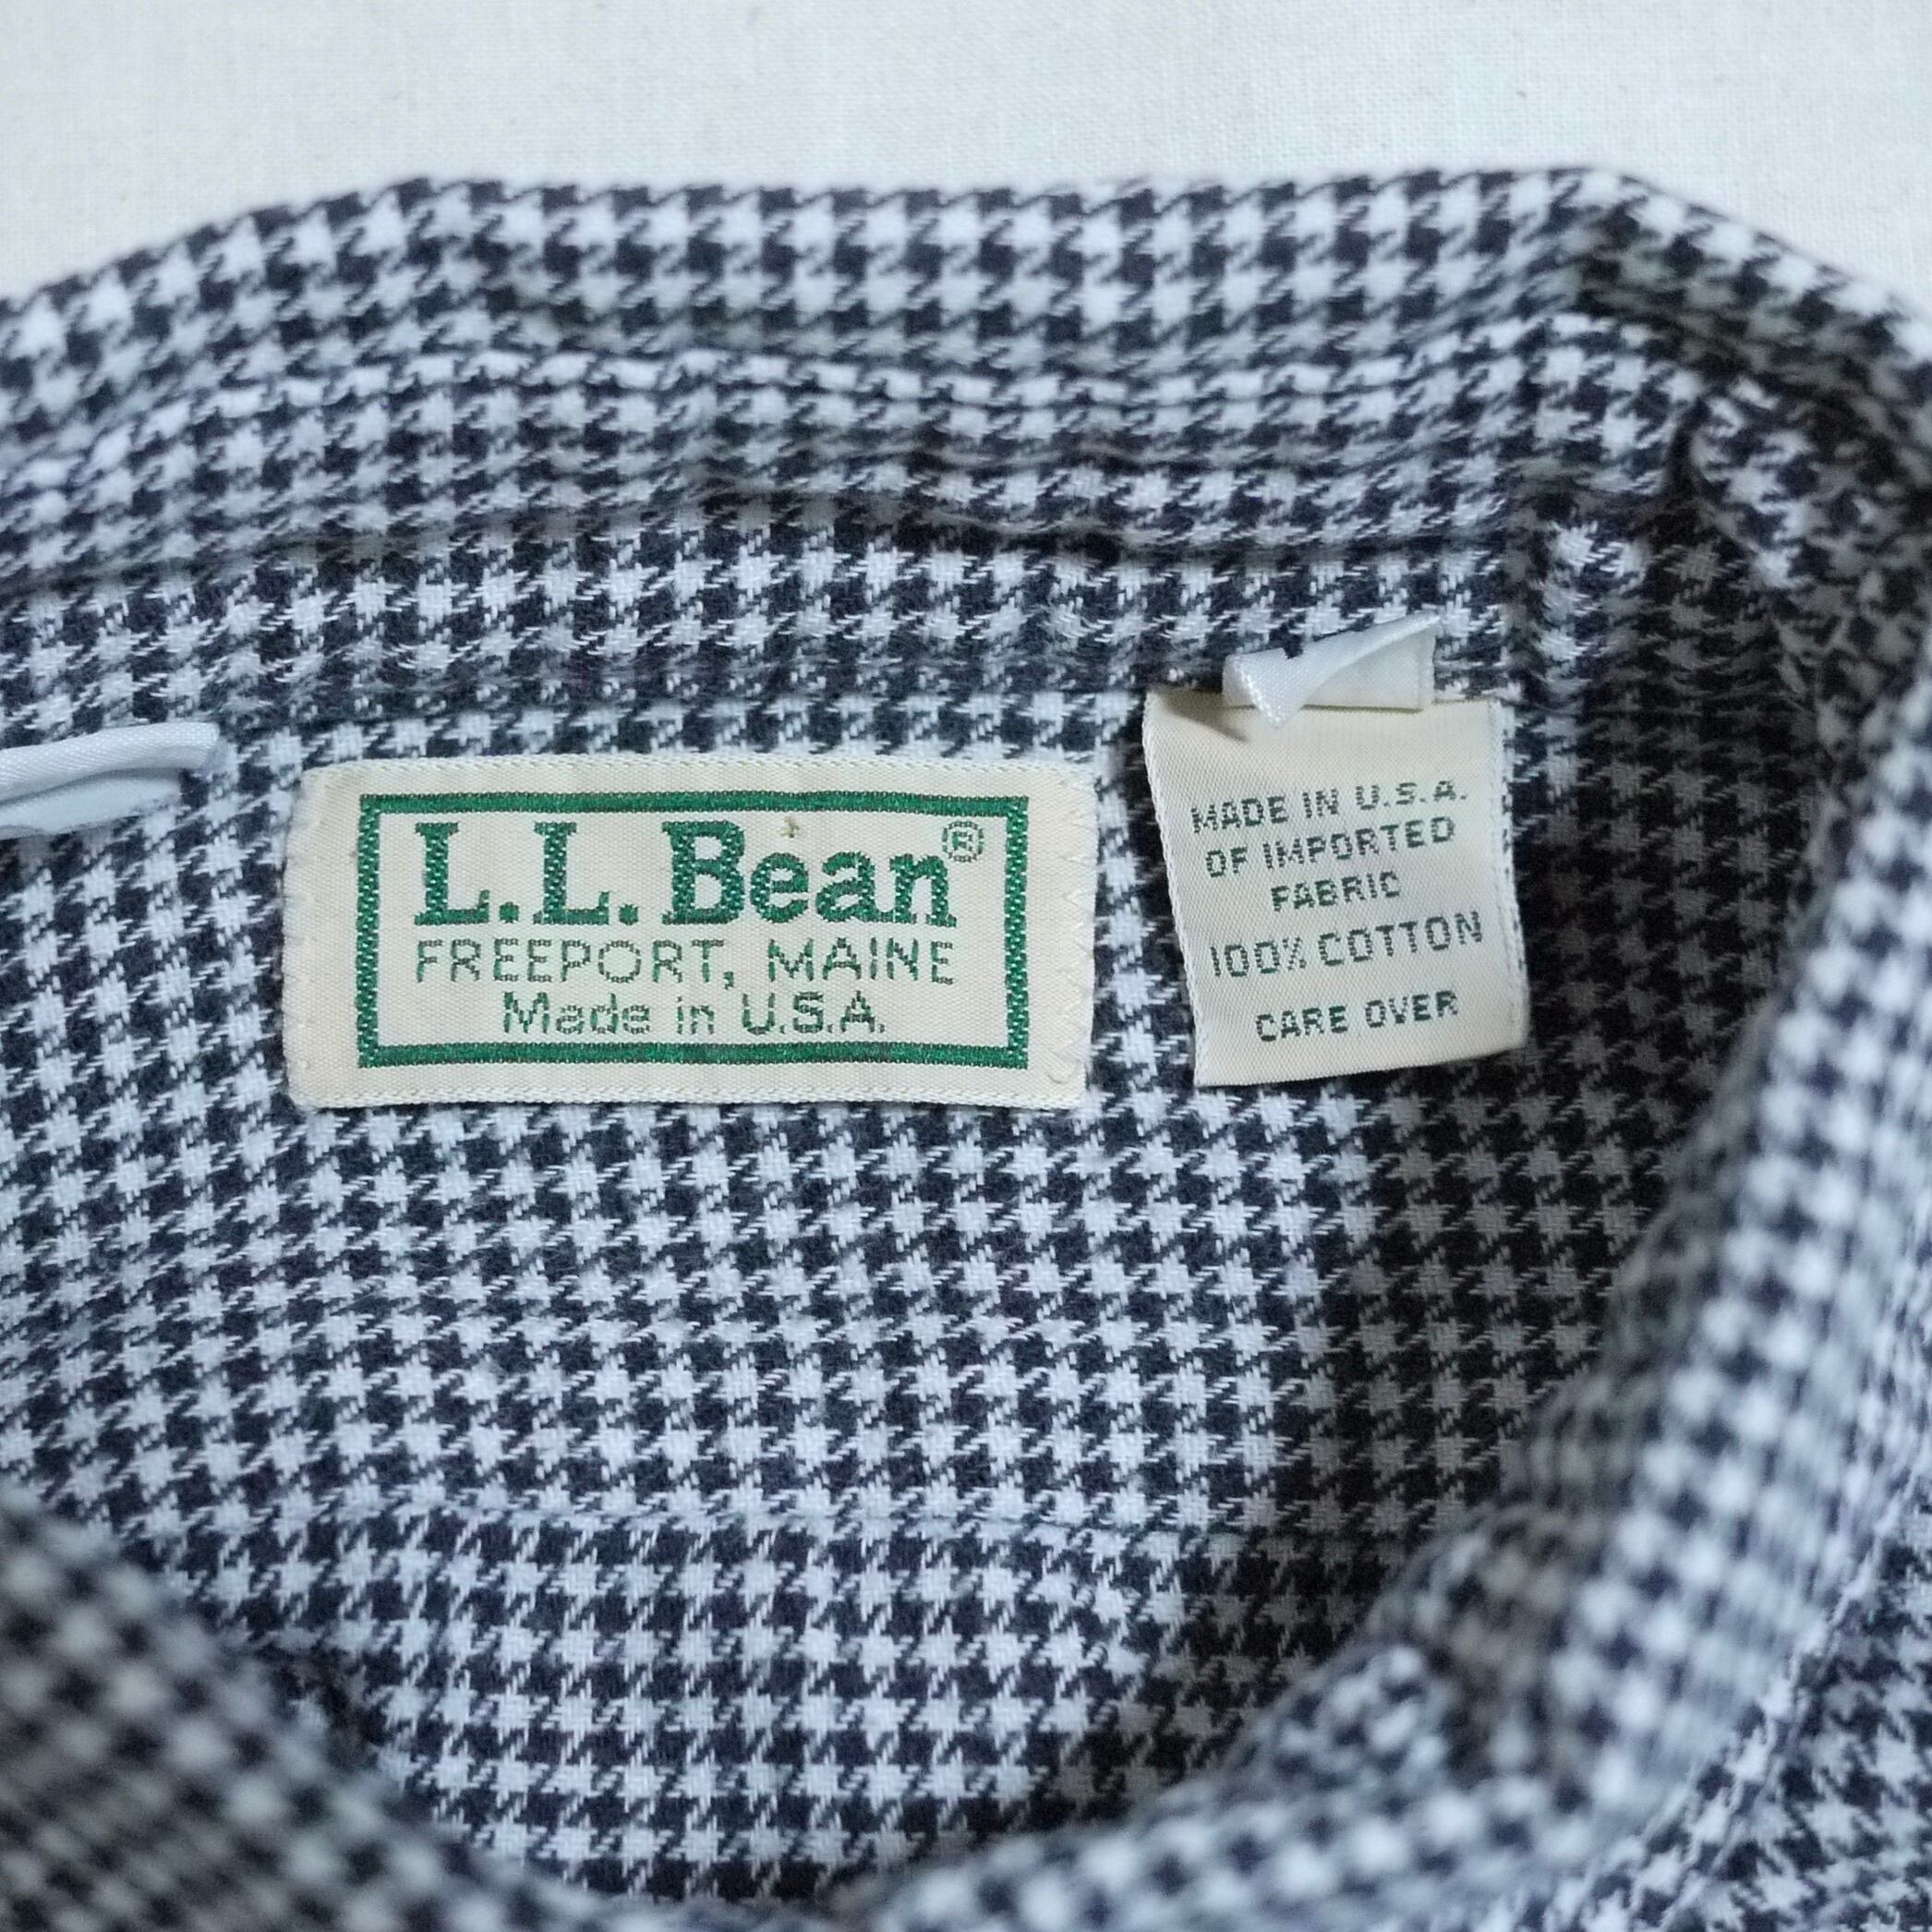 L.L.Bean®
FREEPORT, MAINE
Made in U.S.A.
MADE IN U.S.A.
OF IMPORTED
FABRIC
100% COTTON
CARE OVER